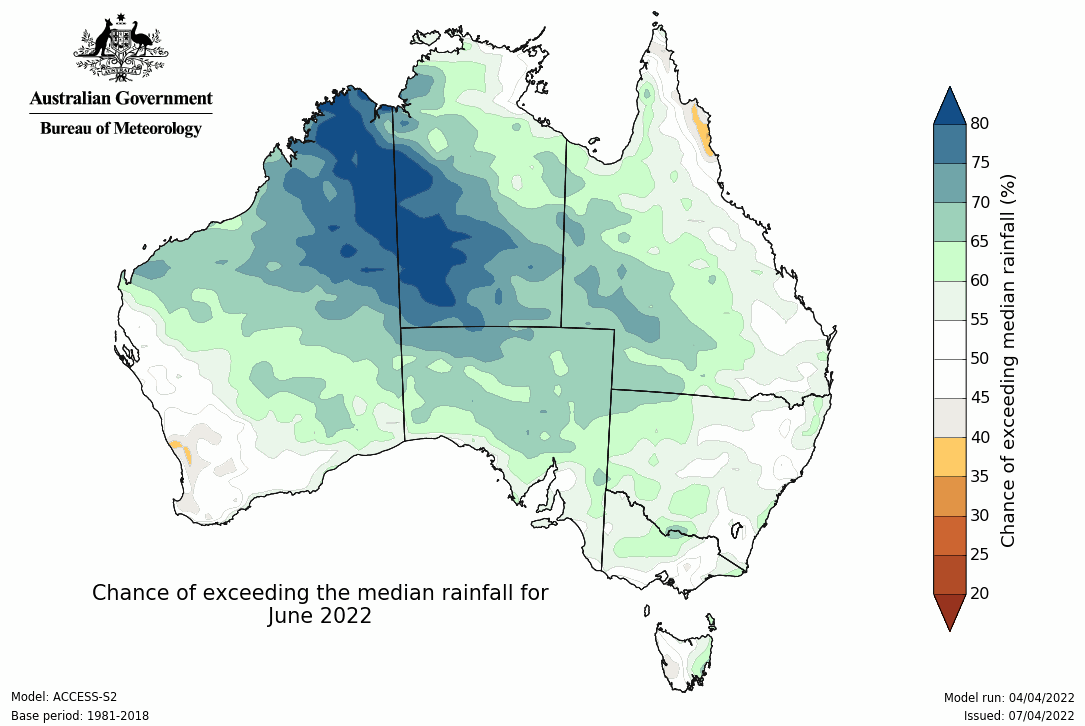 Australian Government
Bureau of Meteorology
80
75
70
65
60
55
50
45
40
35
30
25
20
Chance of exceeding median rainfall (%)
Chance of exceeding the median rainfall for
June 2022
Model: ACCESS-S2
Base period: 1981-2018
Model run: 04/04/2022
Issued: 07/04/2022